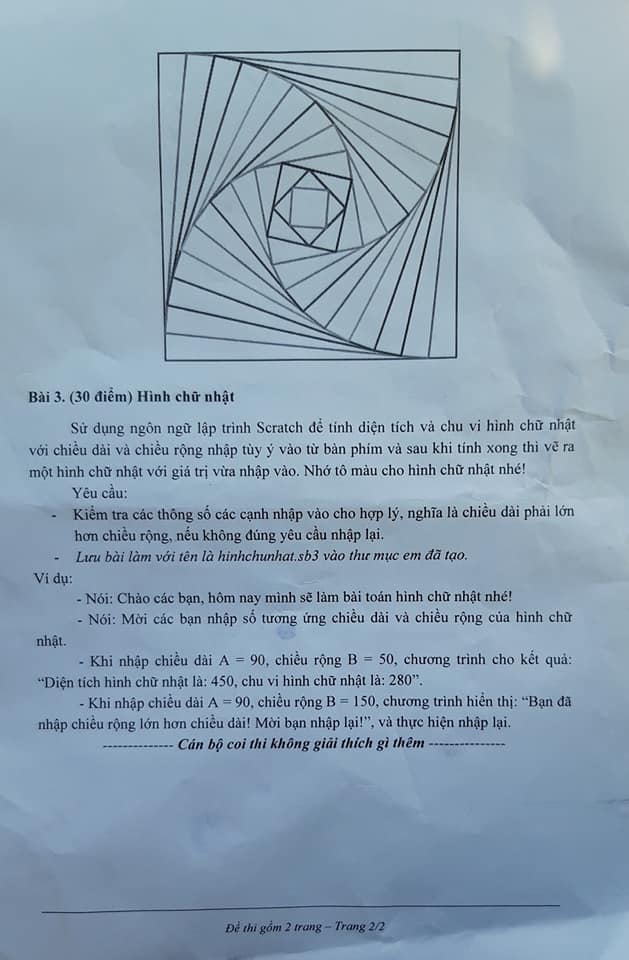 Bài 3. (30 điểm) Hình chữ nhật
Sử dụng ngôn ngữ lập trình Scratch để tính diện tích và chu vi hình chữ nhật
với chiều dài và chiều rộng nhập tùy ý vào từ bàn phím và sau khi tính xong thì vẽ ra
một hình chữ nhật với giá trị vừa nhập vào. Nhớ tô màu cho hình chữ nhật nhé!
Yêu cầu:
- Kiểm tra các thông số các cạnh nhập vào cho hợp lý, nghĩa là chiều dài phải lớn
hơn chiều rộng, nếu không đúng yêu cầu nhập lại.
- Lưu bài làm với tên là hinhchunhat.sb3 vào thư mục em đã tạo.
Ví dụ:
- Nói: Chào các bạn, hôm nay mình sẽ làm bài toán hình chữ nhật nhé!
- Nói: Mời các bạn nhập số tương ứng chiều dài và chiều rộng của hình chữ
nhật.
- Khi nhập chiều dài A = 90, chiều rộng B = 50, chương trình cho kết quả:
“Diện tích hình chữ nhật là: 450, chu vi hình chữ nhật là: 280”.
- Khi nhập chiều dài A = 90, chiều rộng B = 150, chương trình hiển thị: “Bạn đã
nhập chiều rộng lớn hơn chiều dài! Mời bạn nhập lại!”, và thực hiện nhập lại.
-------------- Cán bộ coi thi không giải thích gì thêm ---------------
Đề thi gồm 2 trang – Trang 2/2